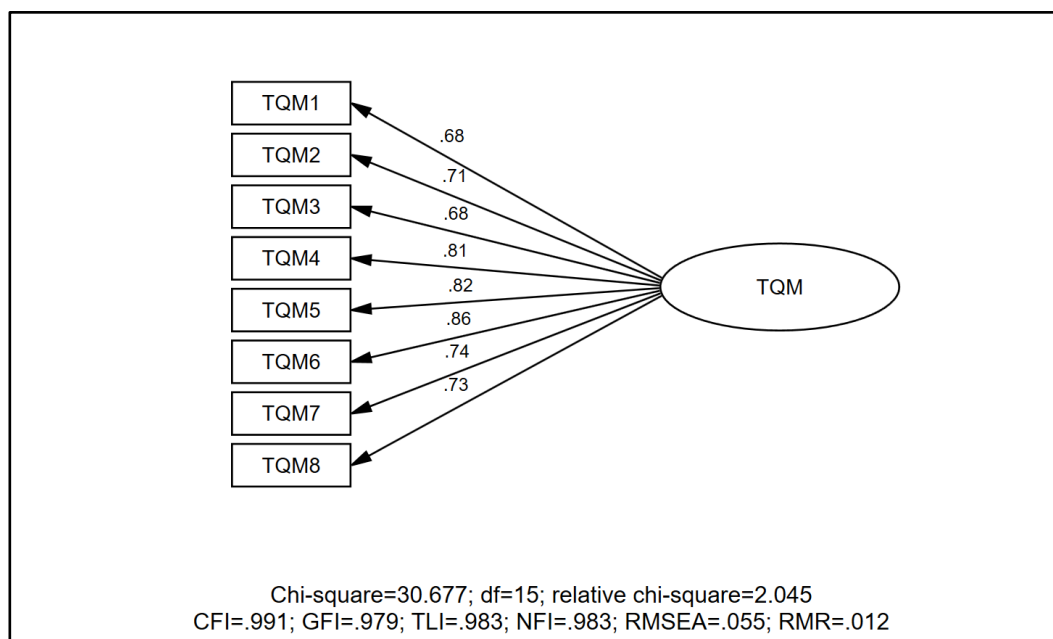 TQM1
.68
TQM2
.71
TQM3
.68
TQM4
.81
TQM5
.82
TQM6
.86
TQM7
.74
TQM8
.73
TQM
Chi-square=30.677; df=15; relative chi-square=2.045
CFI=.991; GFI=.979; TLI=.983; NFI=.983; RMSEA=.055; RMR=.012